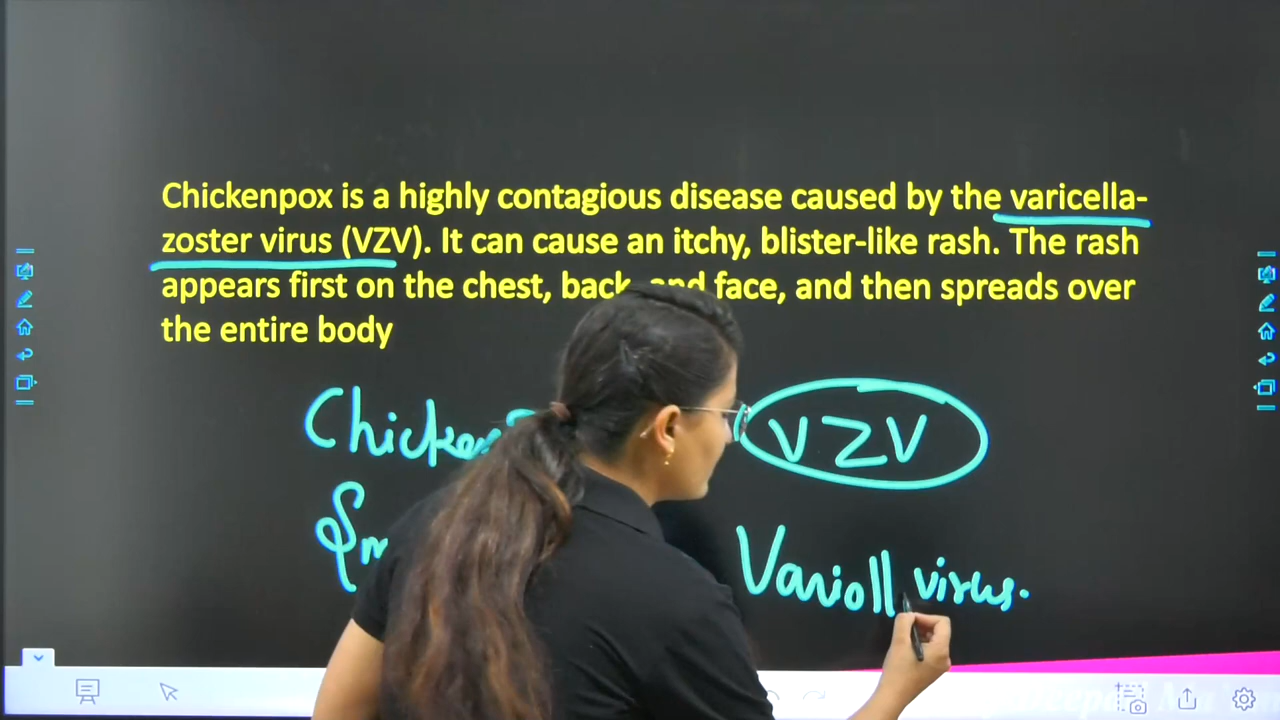 Chickenpox is a highly contagious disease caused by the varicella-
zoster virus (VZV). It can cause an itchy, blister-like rash. The rash
appears first on the chest, back, and face, and then spreads over
the entire body
VZV
Varioll virus.